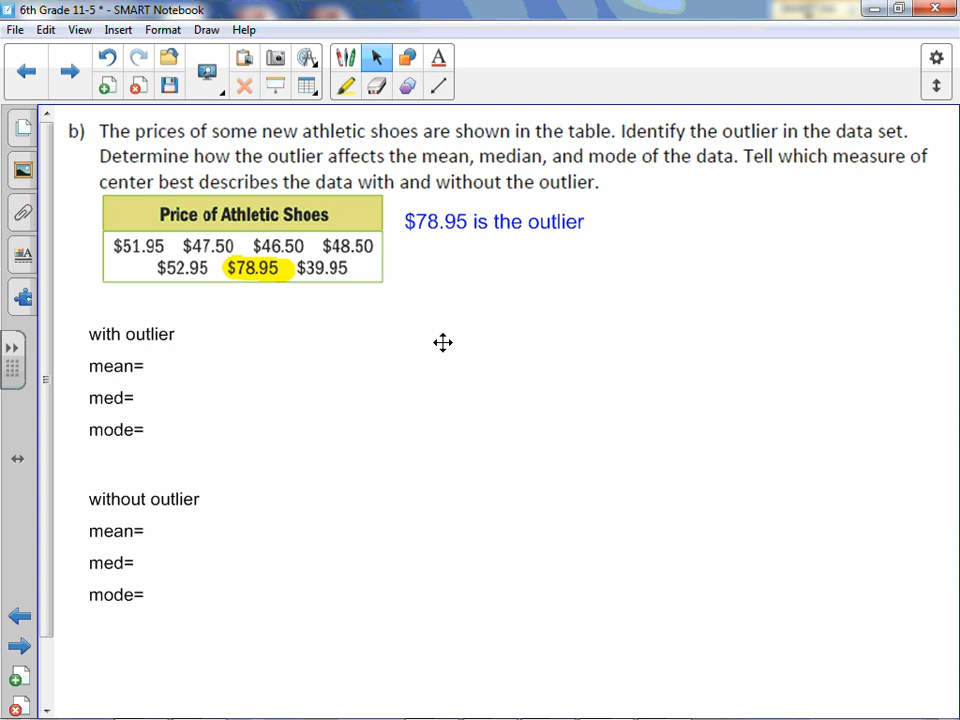 6th Grade 11-5 * - SMART Notebook
File Edit View Insert Format Draw Help
b) The prices of some new athletic shoes are shown in the table. Identify the outlier in the data set.
Determine how the outlier affects the mean, median, and mode of the data. Tell which measure of
center best describes the data with and without the outlier.
Price of Athletic Shoes
$78.95 is the outlier
$51.95 $47.50 $46.50 $48.50
$52.95 $78.95 $39.95
with outlier
mean=
med=
mode=
without outlier
mean=
med=
mode=